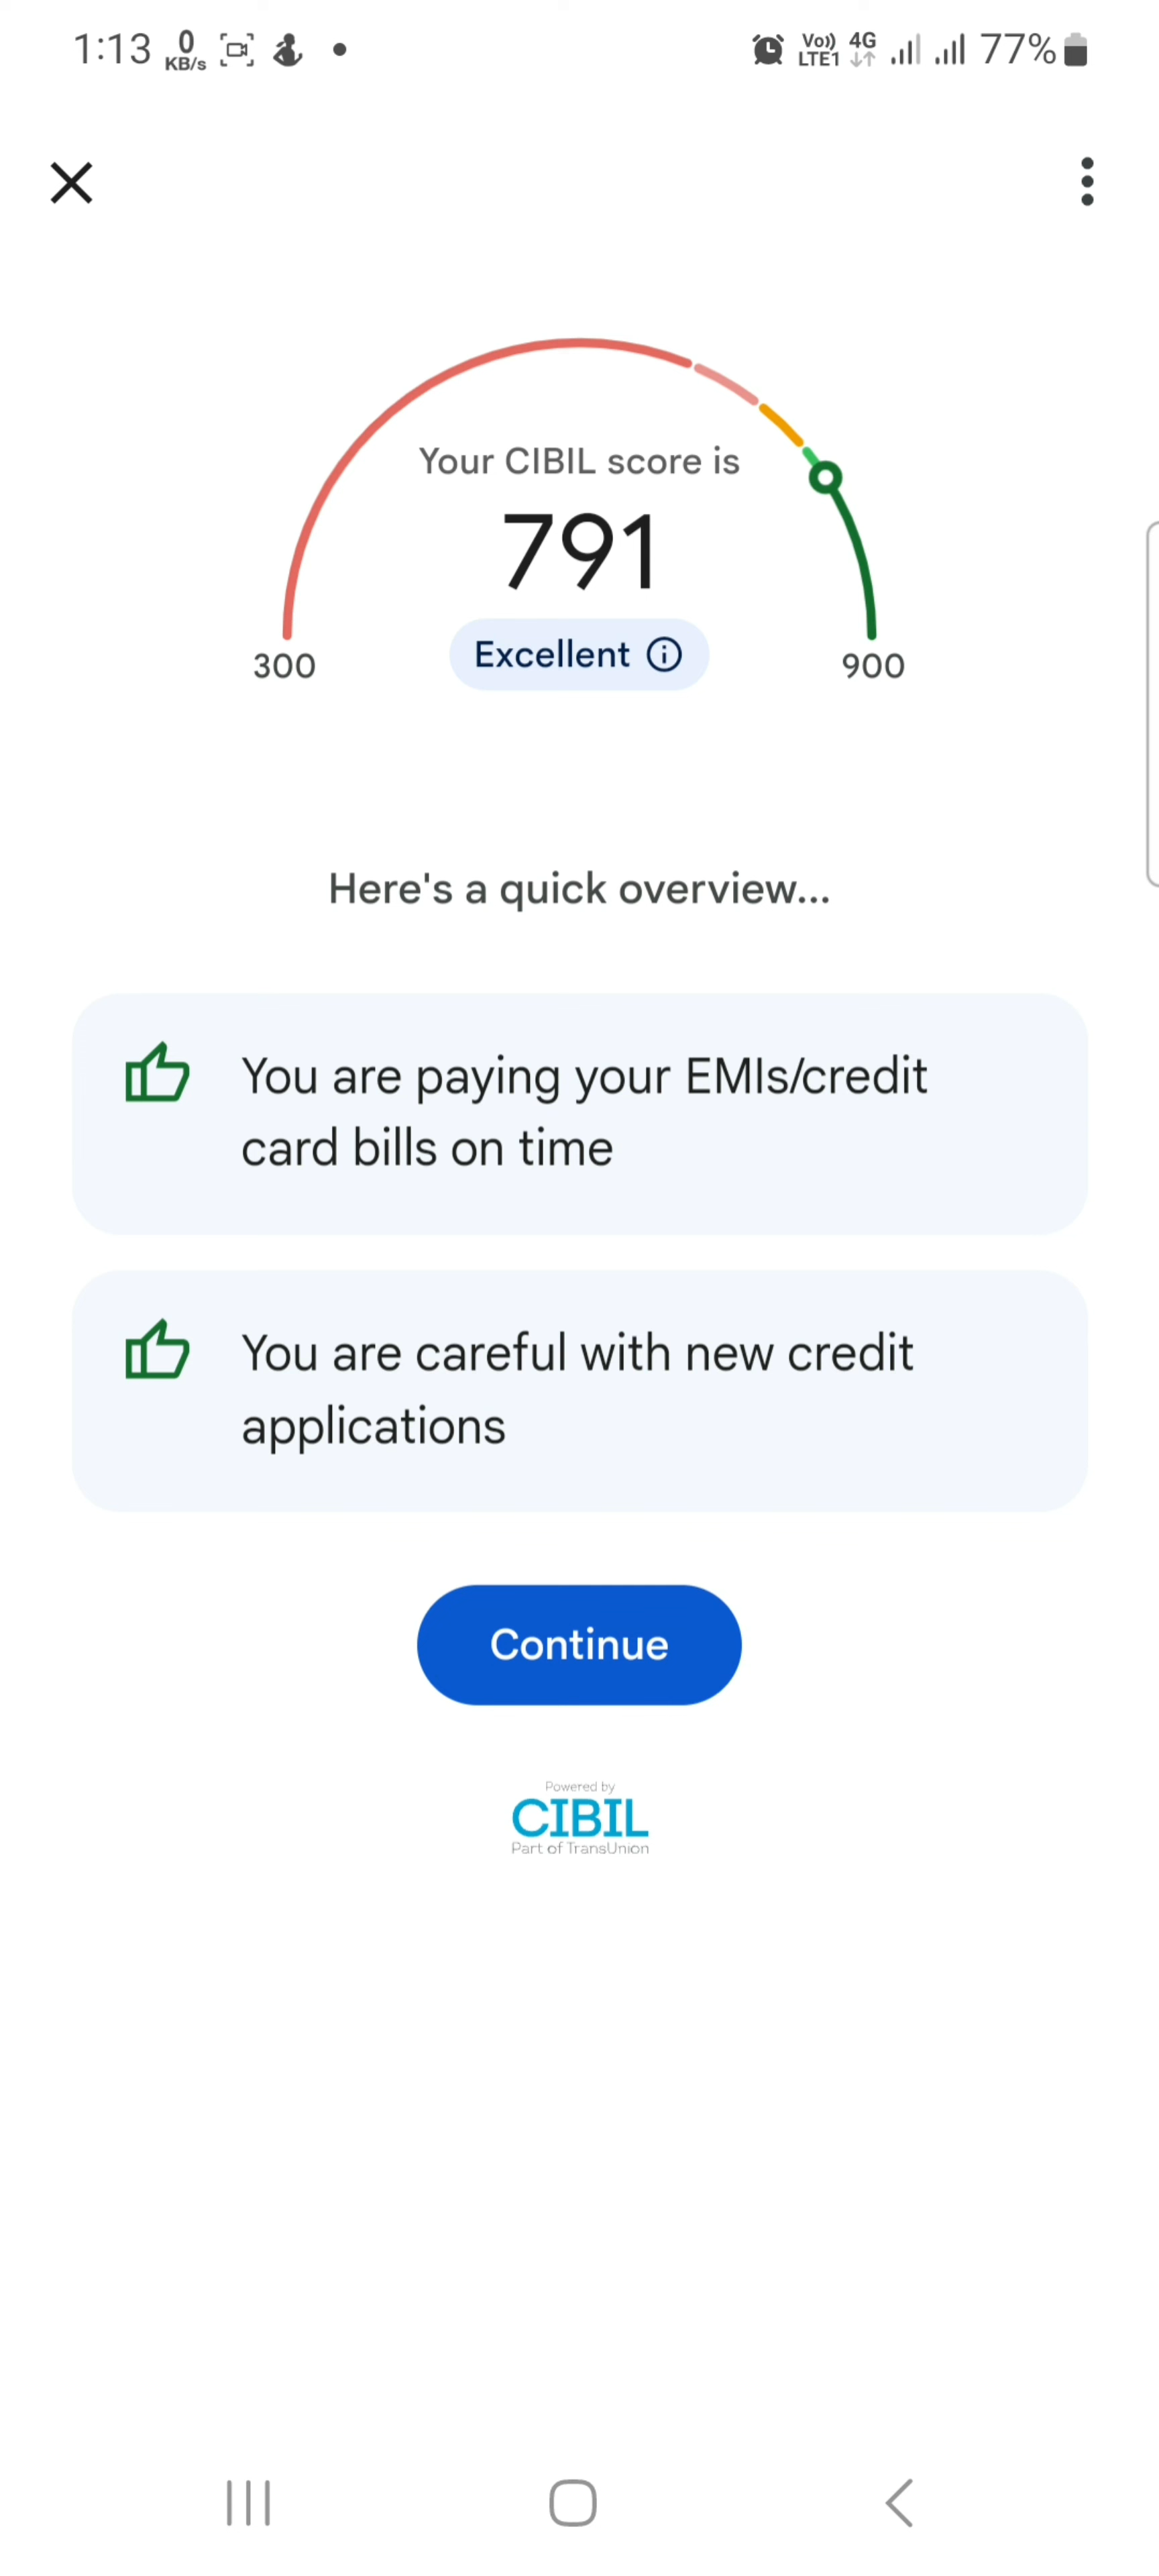 1:13 0 KB/s Vo)) LTE1 4G 77%
Your CIBIL score is
791
Excellent
300 900
Here's a quick overview...
You are paying your EMIs/credit
card bills on time
You are careful with new credit
applications
Continue
Powered by
CIBIL
Part of TransUnion